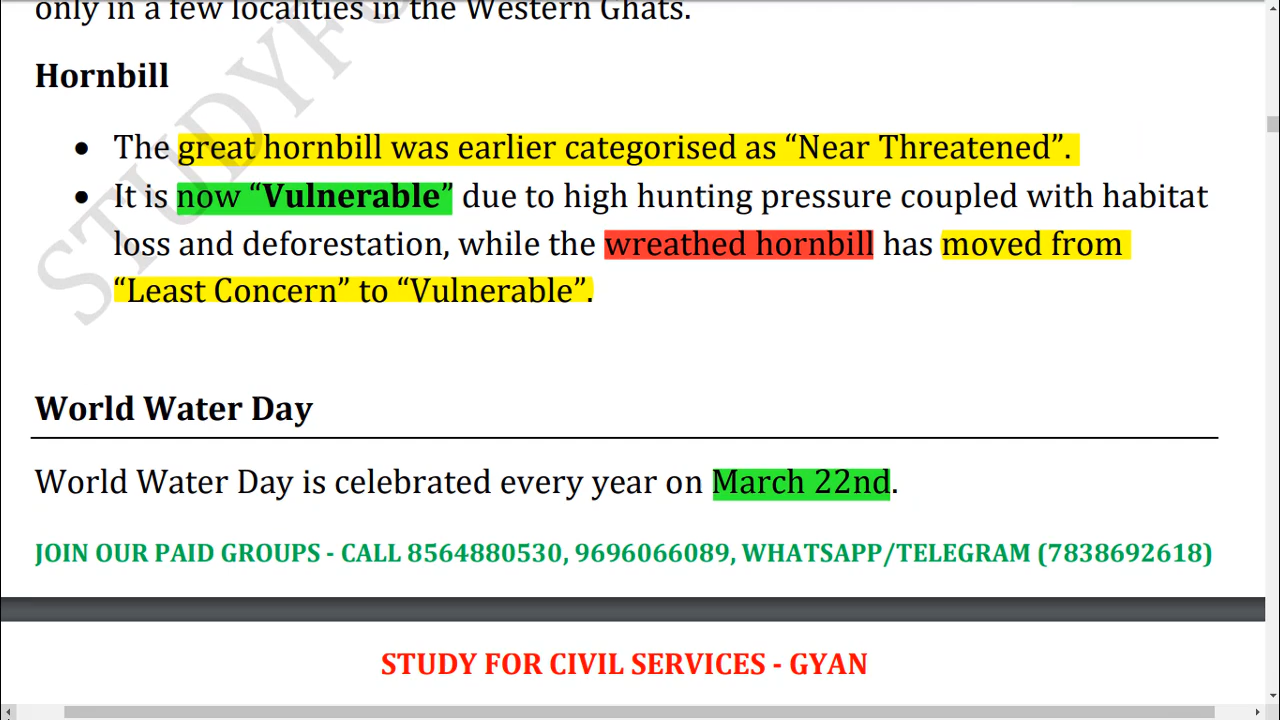 only in a few localities in the Western Ghats.
Hornbill
• The great hornbill was earlier categorised as “Near Threatened”.
• It is now “Vulnerable” due to high hunting pressure coupled with habitat
loss and deforestation, while the wreathed hornbill has moved from
“Least Concern” to “Vulnerable”.
World Water Day
World Water Day is celebrated every year on March 22nd.
JOIN OUR PAID GROUPS - CALL 8564880530, 9696066089, WHATSAPP/TELEGRAM (7838692618)
STUDY FOR CIVIL SERVICES - GYAN
STUDYF